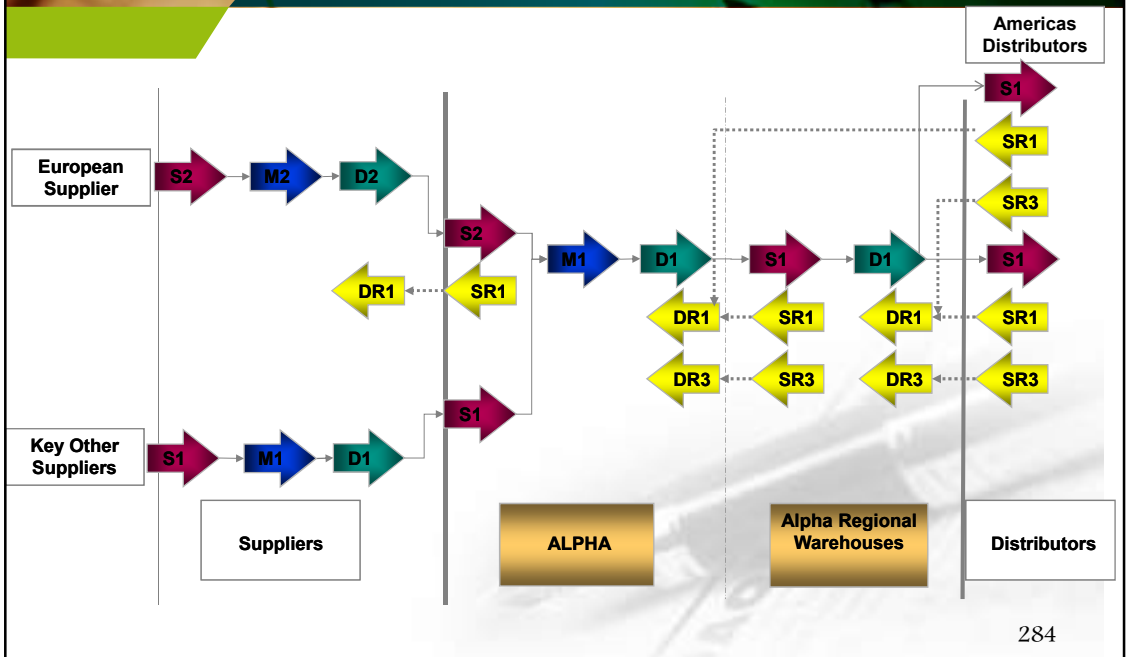 Americas
Distributors
S1
SR1
European
Supplier
S2
M2
D2
SR3
S2
M1
D1
S1
D1
S1
DR1
SR1
DR1
SR1
DR1
SR1
DR3
SR3
DR3
SR3
S1
Key Other
Suppliers
S1
M1
D1
Suppliers
ALPHA
Alpha Regional
Warehouses
Distributors
284